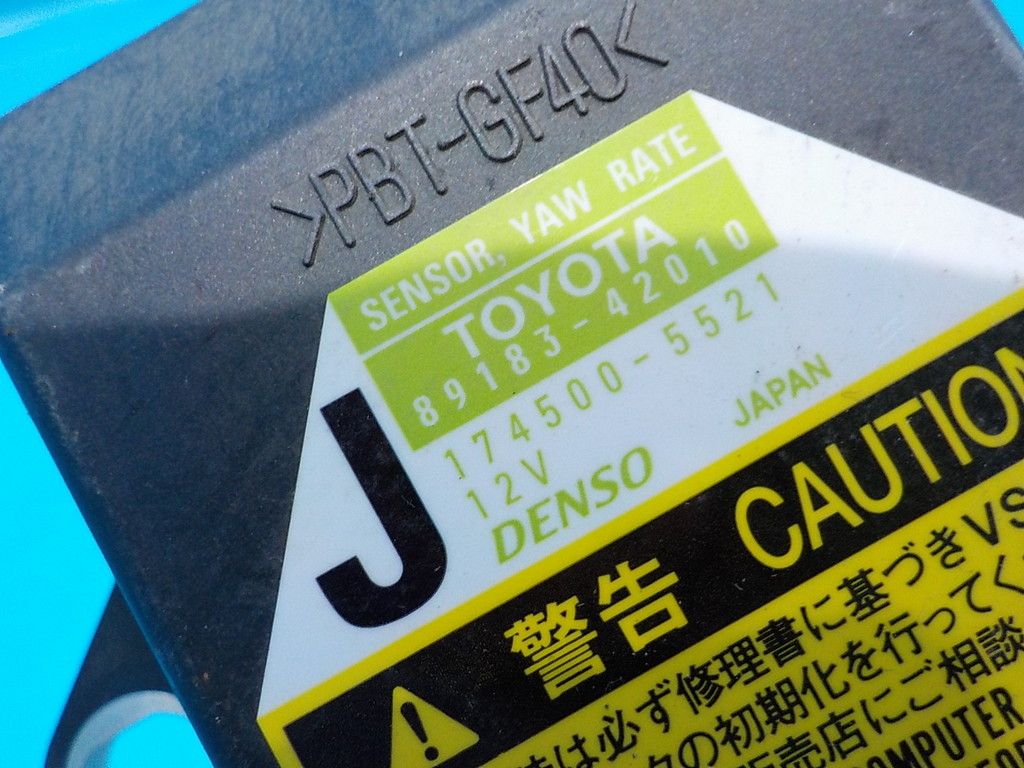 >PBT-GF40<
SENSOR, YAW RATE
TOYOTA
89183-42010
174500-5521
12V
JAPAN
DENSO
J
警告 CAUTION
は必ず修理書に基づきVS
の初期化を行ってく
売店にご相談
COMPUTER